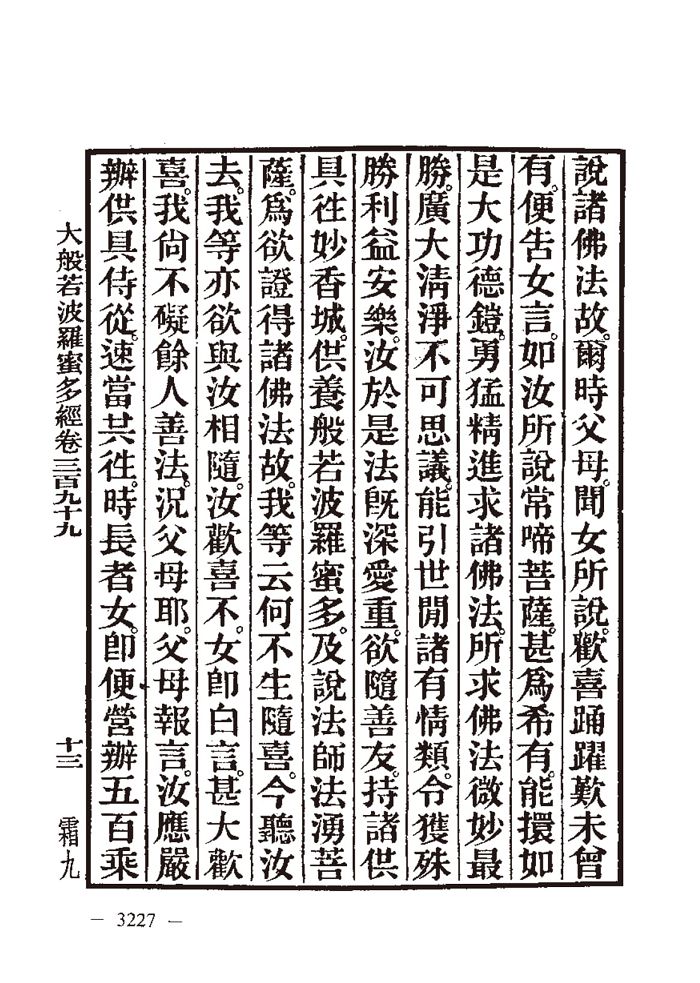 說諸佛法故。爾時父母。聞女所說。歡喜踊躍歎未曾
有。便告女言。如汝所說常啼菩薩。甚爲希有。能擐如
是大功德鎧。勇猛精進求諸佛法。所求佛法微妙最
勝。廣大淸淨不可思議。能引世閒諸有情類。令獲殊
勝利益安樂。汝於是法旣深愛重。欲隨善友。持諸供
具往妙香城。供養般若波羅蜜多。及說法師法湧菩
薩。爲欲證得諸佛法故。我等云何不生隨喜。今聽汝
去。我等亦欲與汝相隨。汝歡喜不。女卽白言。甚大歡
喜。我尙不礙餘人善法。況父母耶。父母報言。汝應嚴
辦供具侍從。速當共往。時長者女。卽便營辦五百乘
大般若波羅蜜多經卷三百九十九 十三 霜九
— 3227 —